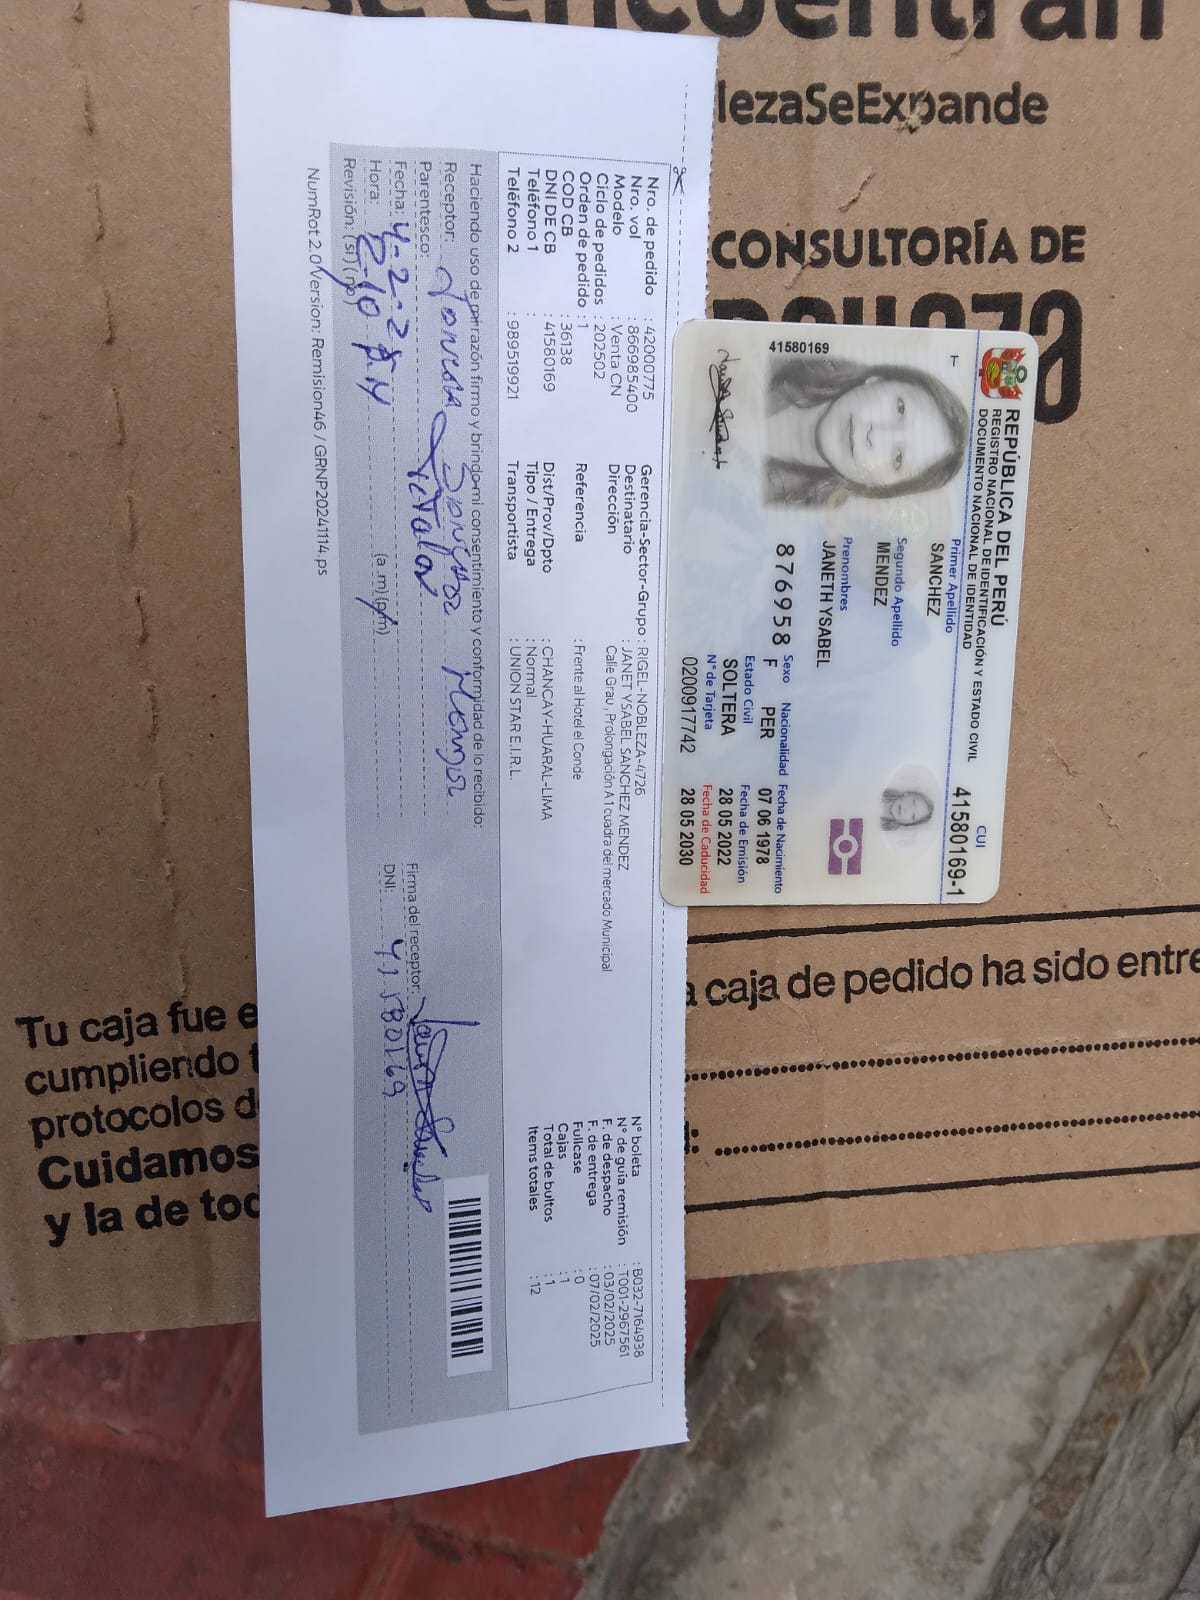 se encuentran
lezaSeExpande
CONSULTORÍA DE
REPÚBLICA DEL PERÚ
REGISTRO NACIONAL DE IDENTIFICACIÓN Y ESTADO CIVIL
DOCUMENTO NACIONAL DE IDENTIDAD
CUI
41580169-1
T
Primer Apellido
SANCHEZ
Segundo Apellido
MENDEZ
Prenombres
JANETH YSABEL
876958
Sexo
F
Nacionalidad
PER
Fecha de Nacimiento
07 06 1978
Estado Civil
SOLTERA
Fecha de Emisión
28 05 2022
N° de Tarjeta
0200917742
Fecha de Caducidad
28 05 2030
41580169
Nro. de pedido : 42000775
Nro. vol : 866985400
Modelo : Venta CN
Ciclo de pedidos : 202502
Orden de pedido : 1
COD CB : 36138
DNI DE CB : 41580169
Teléfono 1 :
Teléfono 2 : 989519921
Gerencia-Sector-Grupo : RIGEL-NOBLEZA-4726
Destinatario : JANET YSABEL SANCHEZ MENDEZ
Dirección Calle Grau , Prolongación A 1 cuadra del mercado Municipal
Referencia : Frente al Hotel el Conde
Dist/Prov/Dpto : CHANCAY-HUARAL-LIMA
Tipo / Entrega : Normal
Transportista : UNION STAR E.I.R.L.
N° boleta : B032-7164938
N° de guía remisión : T001-2967561
F. de despacho : 03/02/2025
F. de entrega : 07/02/2025
Fullcase : 0
Cajas : 1
Total de bultos : 1
Items totales : 12
Haciendo uso de mi razón firmo y brindo mi consentimiento y conformidad de lo recibido:
Receptor:
Parentesco: Titular
Fecha: 4-2-25
Hora: 2:10 P.M (a .m) (p.m)
Revisión: ( si ) ( no )
Firma del receptor:
DNI: 41580169
NumRot 2.0/Version: Remision46 / GRNP20241114.ps
a caja de pedido ha sido entre
Tu caja fue e
cumpliendo t
protocolos d
Cuidamos
y la de tod